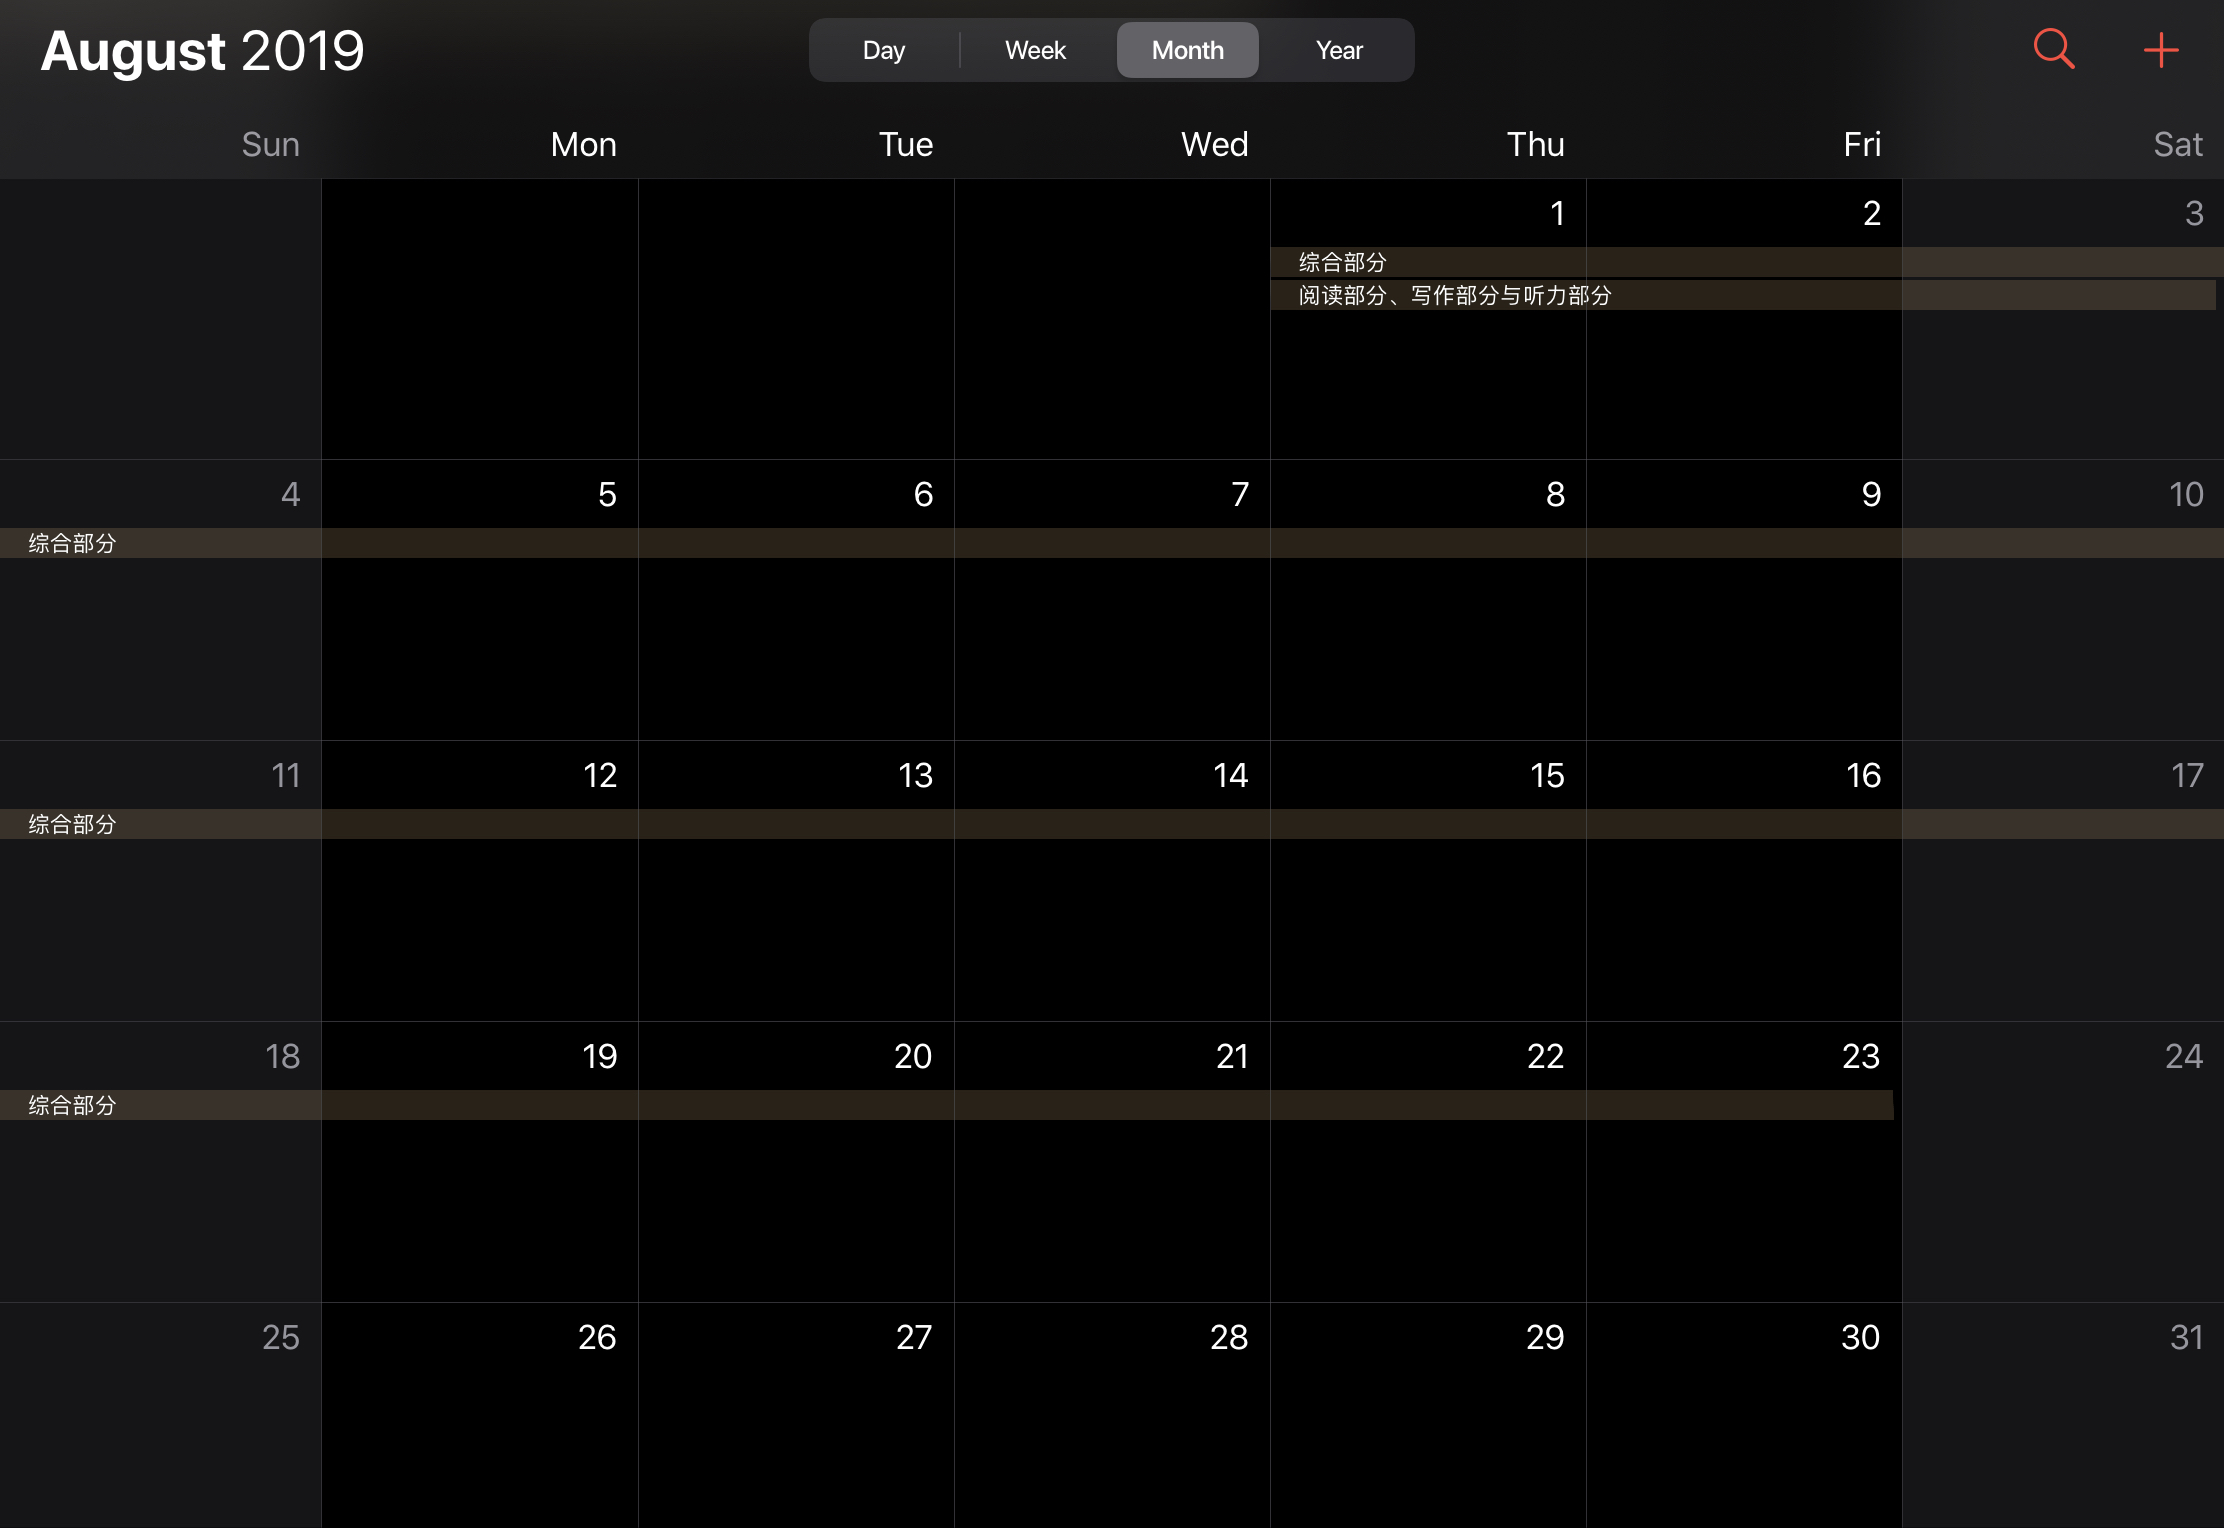 August 2019
Day Week Month Year
Sun Mon Tue Wed Thu Fri Sat
1 2 3
综合部分
阅读部分、写作部分与听力部分
4 5 6 7 8 9 10
综合部分
11 12 13 14 15 16 17
综合部分
18 19 20 21 22 23 24
综合部分
25 26 27 28 29 30 31